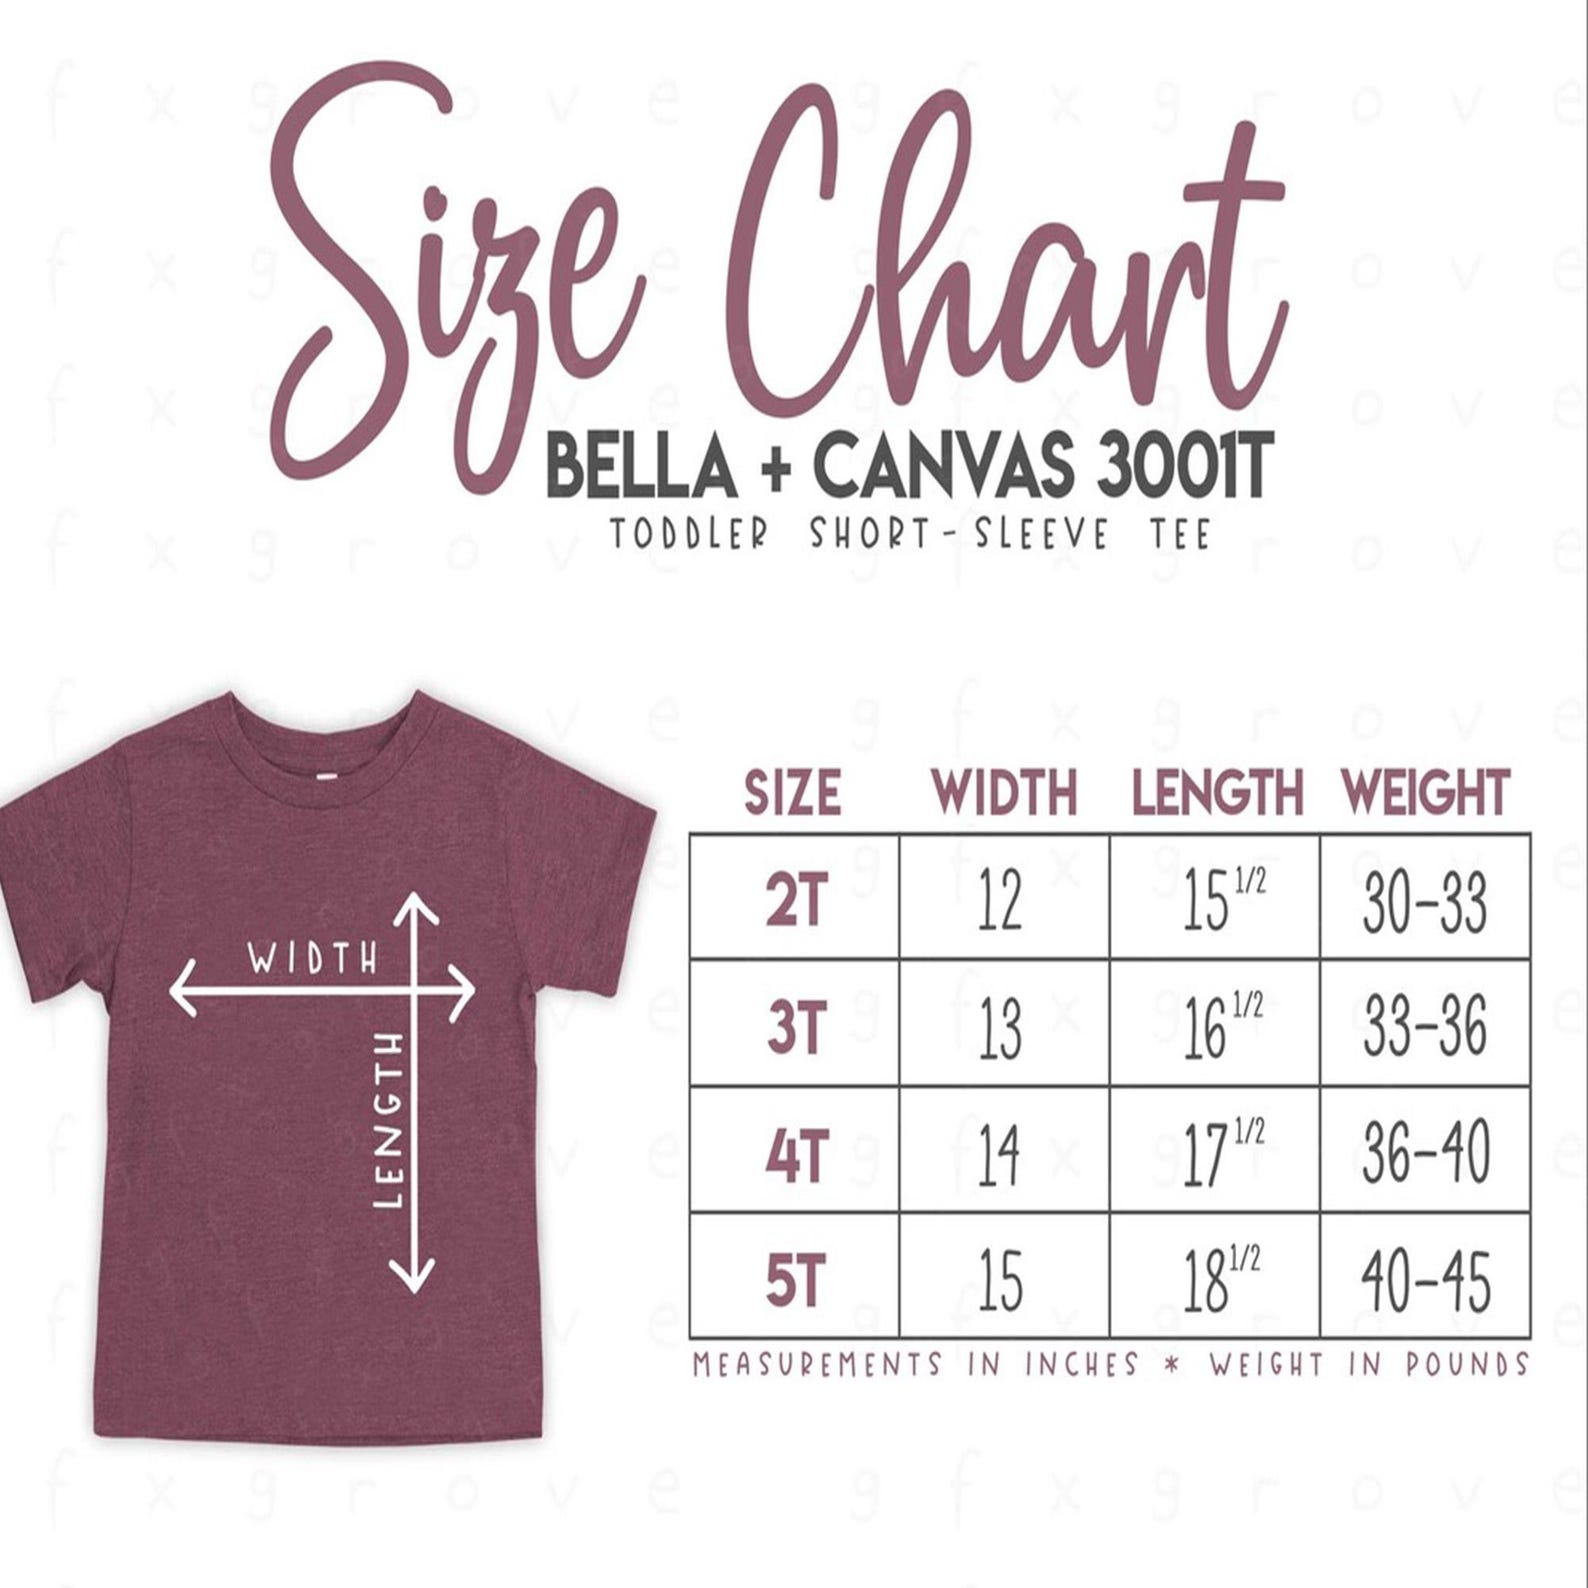 Size Chart
BELLA + CANVAS 3001T
TODDLER SHORT-SLEEVE TEE
WIDTH
LENGTH
SIZE WIDTH LENGTH WEIGHT
2T 12 15 1/2 30-33
3T 13 16 1/2 33-36
4T 14 17 1/2 36-40
5T 15 18 1/2 40-45
MEASUREMENTS IN INCHES * WEIGHT IN POUNDS